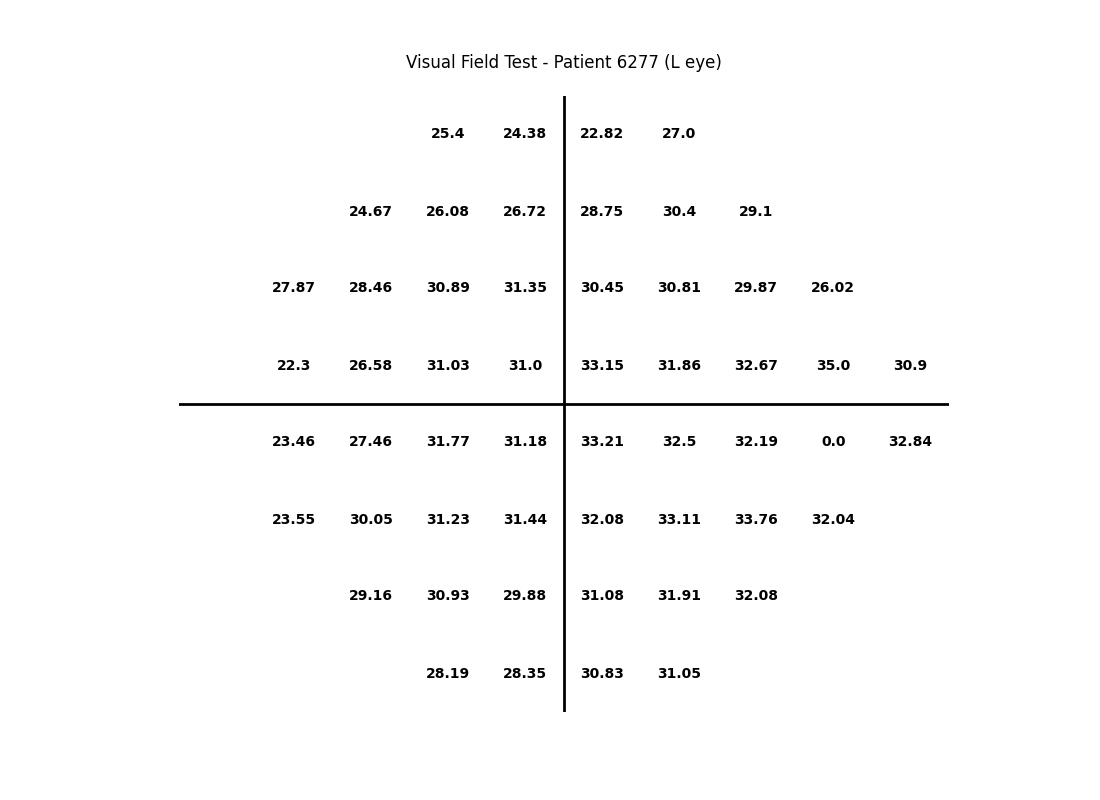 Visual Field Test - Patient 6277 (L eye)
25.4 24.38 22.82 27.0
24.67 26.08 26.72 28.75 30.4 29.1
27.87 28.46 30.89 31.35 30.45 30.81 29.87 26.02
22.3 26.58 31.03 31.0 33.15 31.86 32.67 35.0 30.9
23.46 27.46 31.77 31.18 33.21 32.5 32.19 0.0 32.84
23.55 30.05 31.23 31.44 32.08 33.11 33.76 32.04
29.16 30.93 29.88 31.08 31.91 32.08
28.19 28.35 30.83 31.05